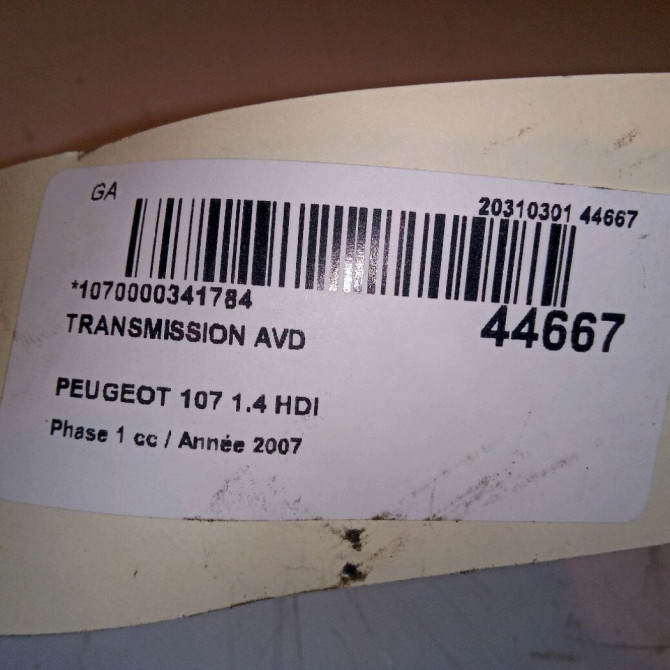 GA
20310301 44667
*1070000341784
44667
TRANSMISSION AVD
PEUGEOT 107 1.4 HDI
Phase 1 cc / Année 2007